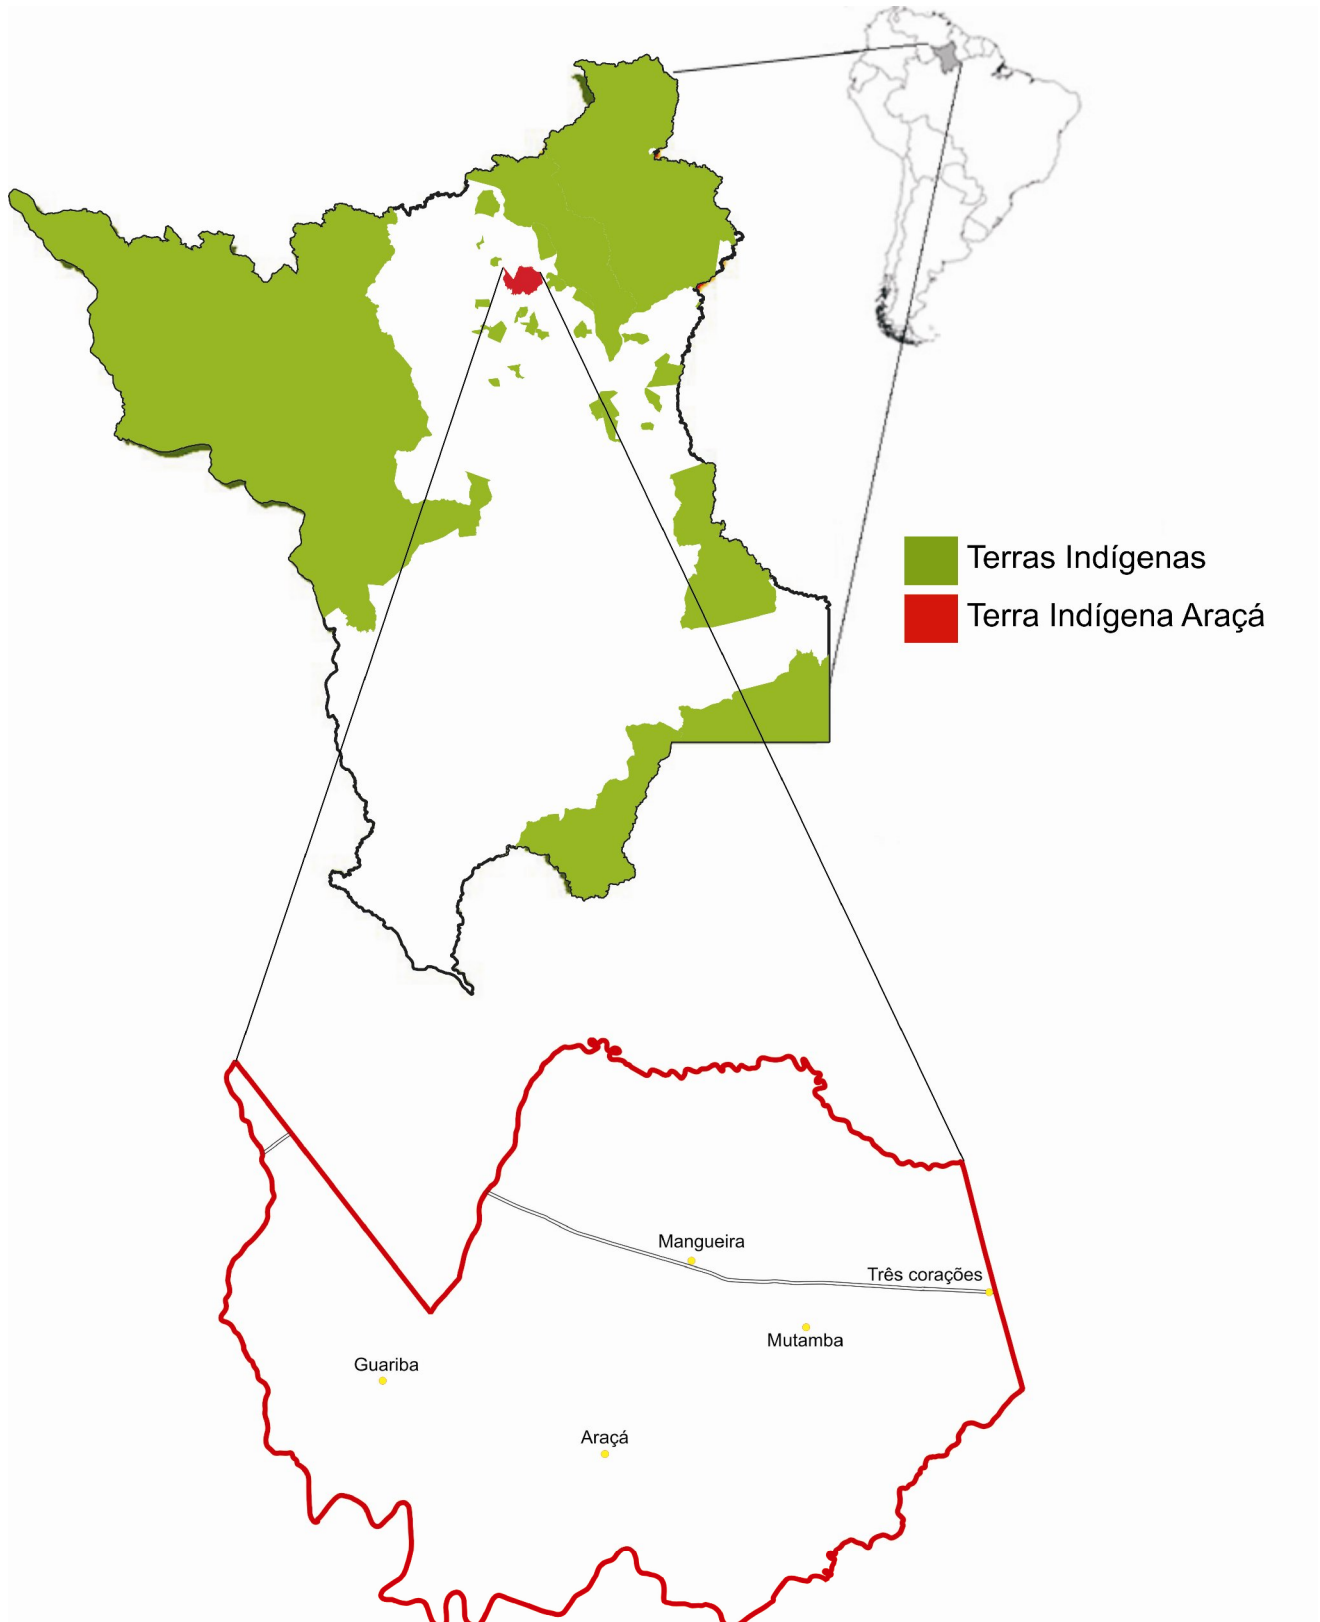 Terras Indígenas
Terra Indígena Araçá
Mangueira
Três corações
Mutamba
Guariba
Araçá